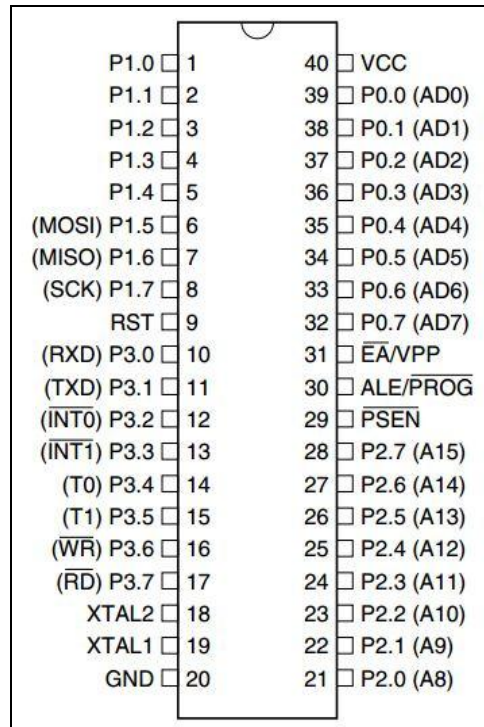 P1.0 1 40 VCC
P1.1 2 39 P0.0 (AD0)
P1.2 3 38 P0.1 (AD1)
P1.3 4 37 P0.2 (AD2)
P1.4 5 36 P0.3 (AD3)
(MOSI) P1.5 6 35 P0.4 (AD4)
(MISO) P1.6 7 34 P0.5 (AD5)
(SCK) P1.7 8 33 P0.6 (AD6)
RST 9 32 P0.7 (AD7)
(RXD) P3.0 10 31 E̅A̅/VPP
(TXD) P3.1 11 30 ALE/P̅R̅O̅G̅
(I̅N̅T̅0̅) P3.2 12 29 P̅S̅E̅N̅
(I̅N̅T̅1̅) P3.3 13 28 P2.7 (A15)
(T0) P3.4 14 27 P2.6 (A14)
(T1) P3.5 15 26 P2.5 (A13)
(W̅R̅) P3.6 16 25 P2.4 (A12)
(R̅D̅) P3.7 17 24 P2.3 (A11)
XTAL2 18 23 P2.2 (A10)
XTAL1 19 22 P2.1 (A9)
GND 20 21 P2.0 (A8)